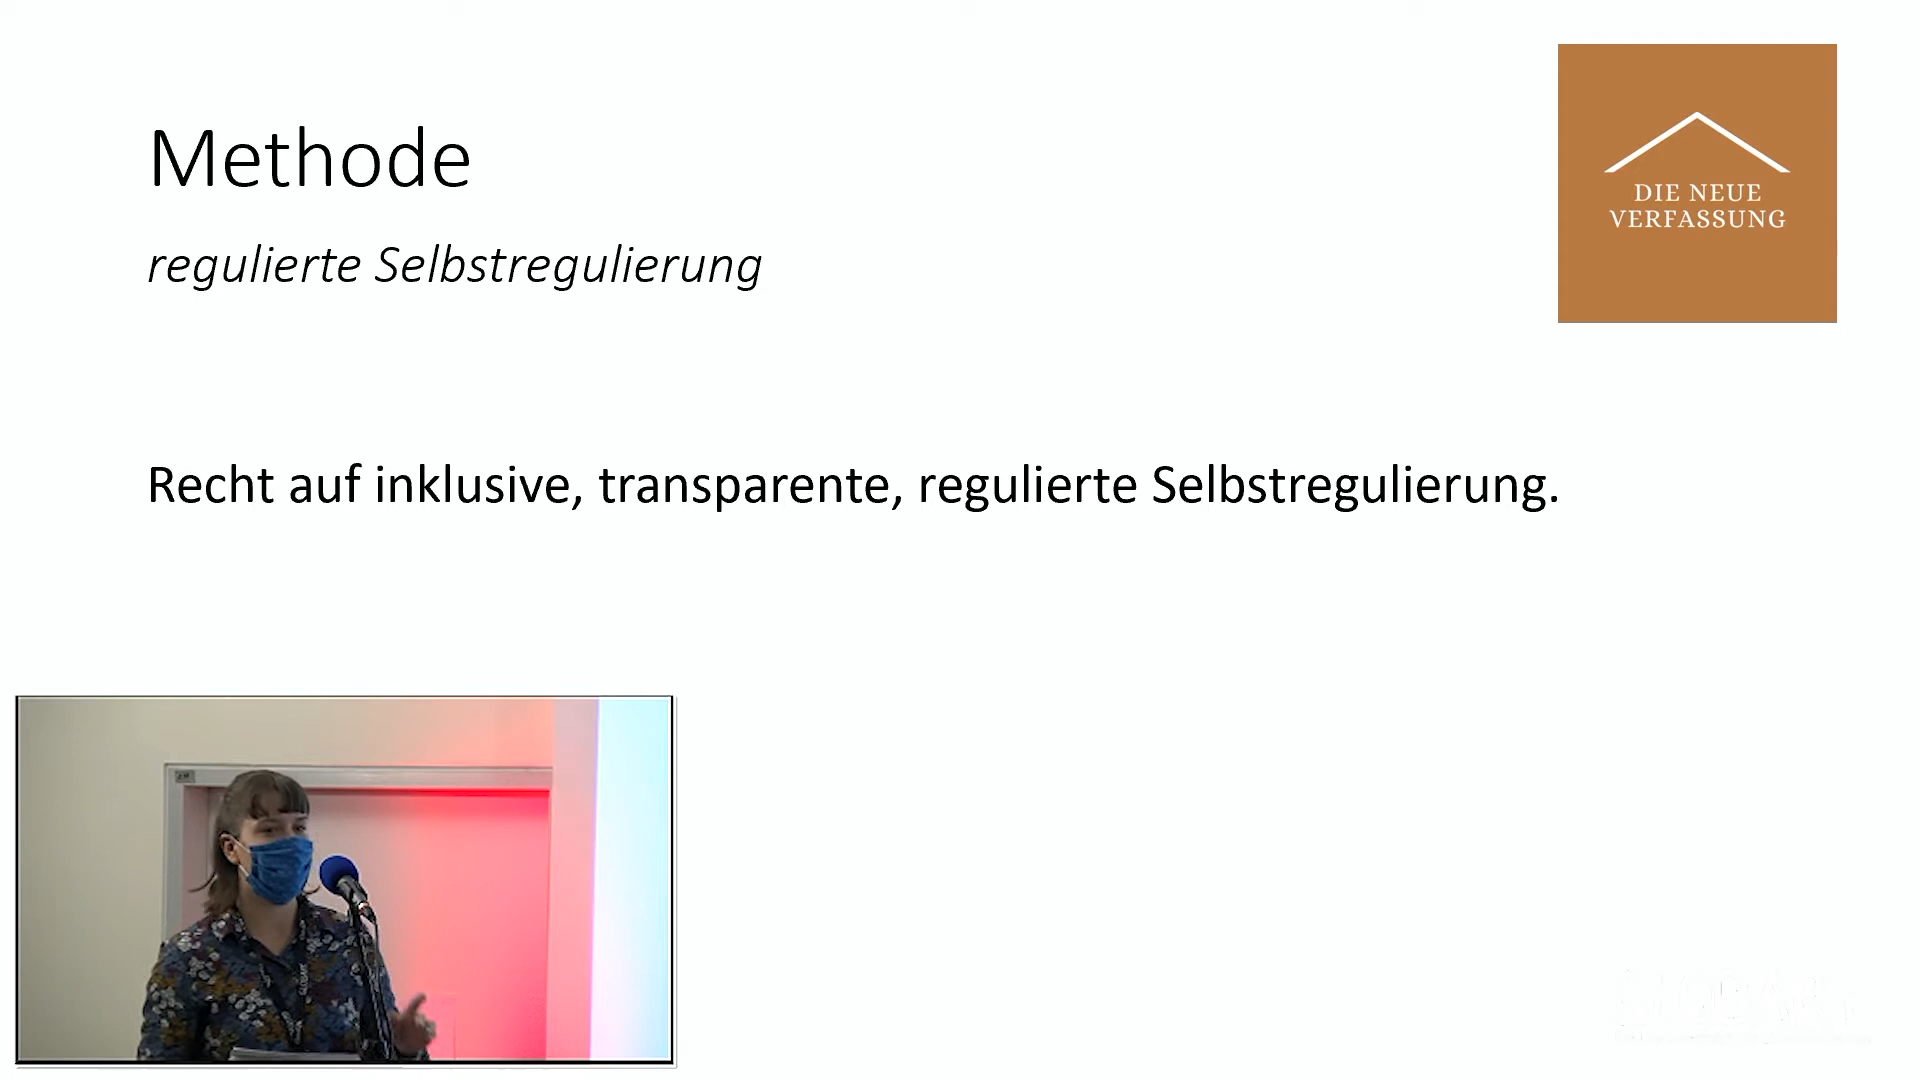 Methode
regulierte Selbstregulierung
DIE NEUE
VERFASSUNG
Recht auf inklusive, transparente, regulierte Selbstregulierung.